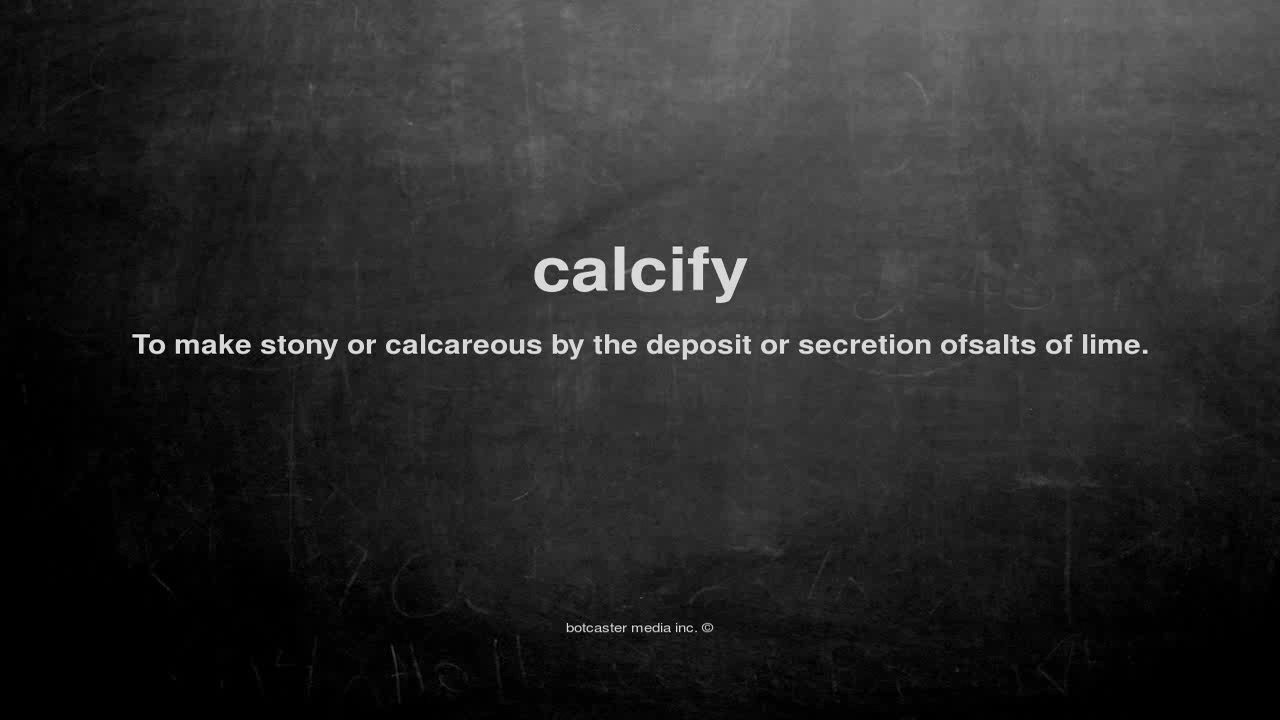 calcify
To make stony or calcareous by the deposit or secretion ofsalts of lime.
botcaster media inc. ©